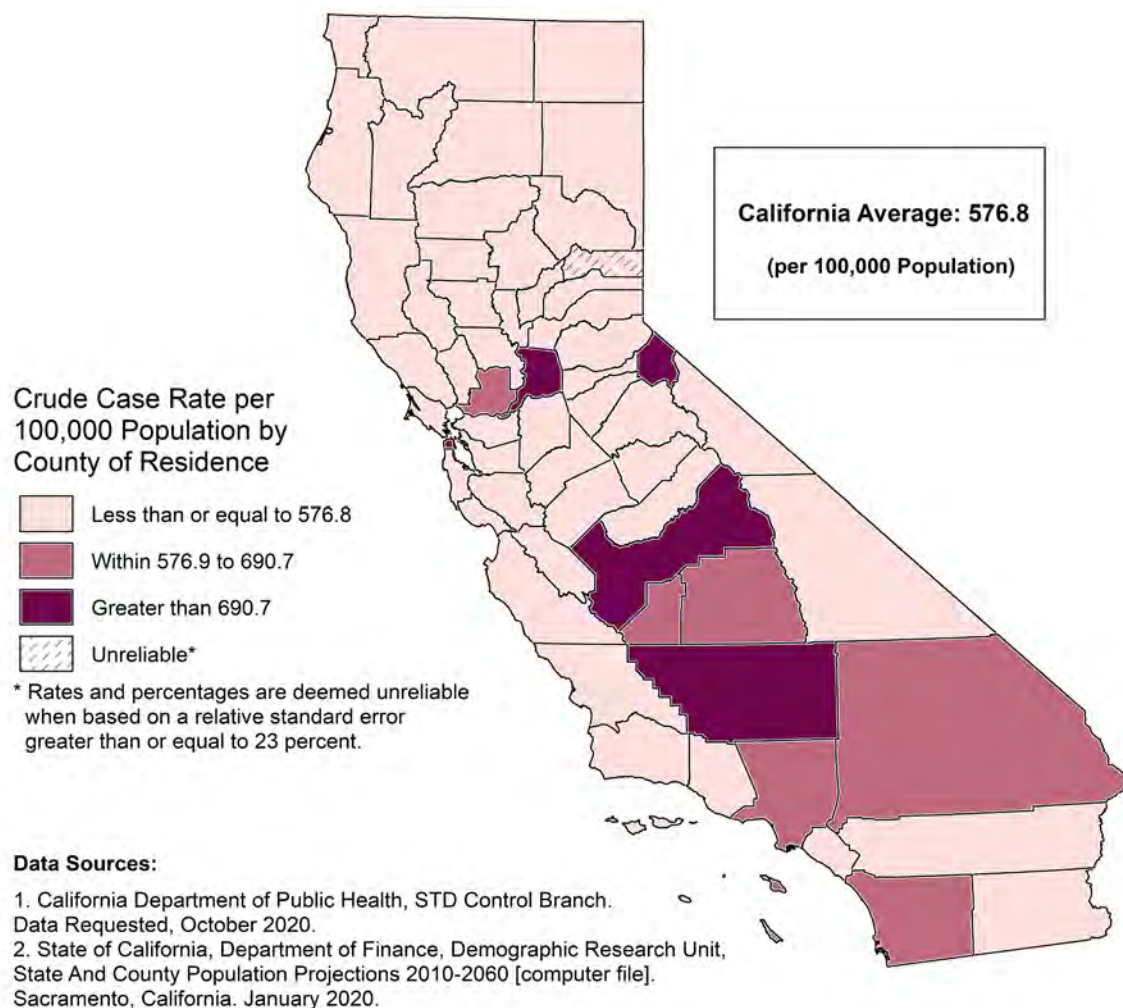 California Average: 576.8
(per 100,000 Population)
Crude Case Rate per
100,000 Population by
County of Residence
Less than or equal to 576.8
Within 576.9 to 690.7
Greater than 690.7
Unreliable*
* Rates and percentages are deemed unreliable
when based on a relative standard error
greater than or equal to 23 percent.
Data Sources:
1. California Department of Public Health, STD Control Branch.
Data Requested, October 2020.
2. State of California, Department of Finance, Demographic Research Unit,
State And County Population Projections 2010-2060 [computer file].
Sacramento, California. January 2020.